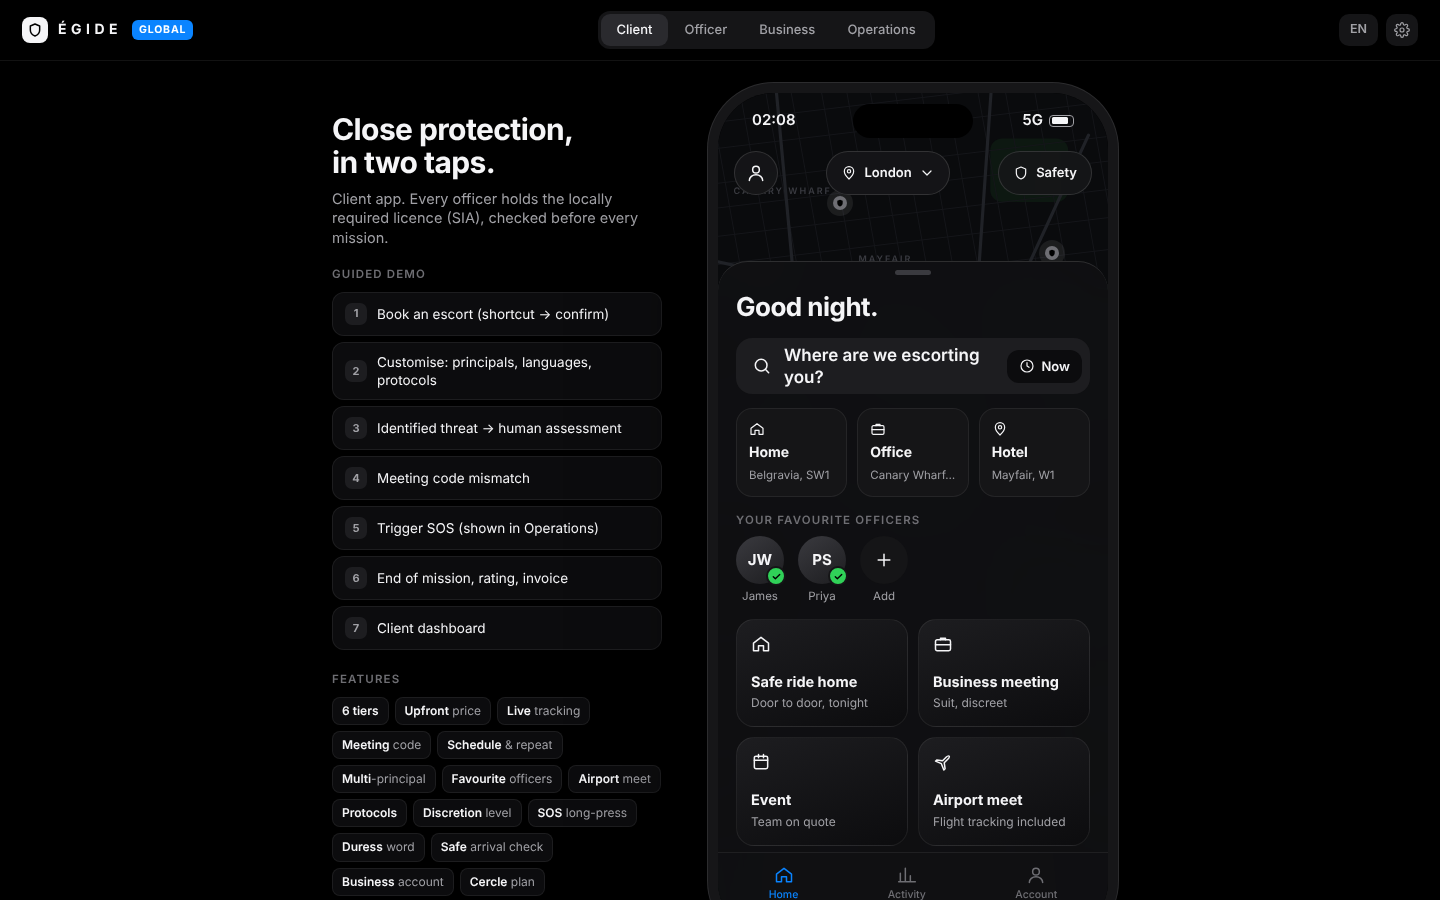 ÉGIDE GLOBAL
Client Officer Business Operations
EN
Close protection,
in two taps.
Client app. Every officer holds the locally
required licence (SIA), checked before every
mission.
GUIDED DEMO
1 Book an escort (shortcut → confirm)
2 Customise: principals, languages,
protocols
3 Identified threat → human assessment
4 Meeting code mismatch
5 Trigger SOS (shown in Operations)
6 End of mission, rating, invoice
7 Client dashboard
FEATURES
6 tiers Upfront price Live tracking
Meeting code Schedule & repeat
Multi-principal Favourite officers Airport meet
Protocols Discretion level SOS long-press
Duress word Safe arrival check
Business account Cercle plan
02:08 5G
London Safety
WHARF
MAYFAIR
Good night.
Where are we escorting
you?
Now
Home Office Hotel
Belgravia, SW1 Canary Wharf... Mayfair, W1
YOUR FAVOURITE OFFICERS
JW PS
James Priya Add
Safe ride home Business meeting
Door to door, tonight Suit, discreet
Event Airport meet
Team on quote Flight tracking included
Home Activity Account